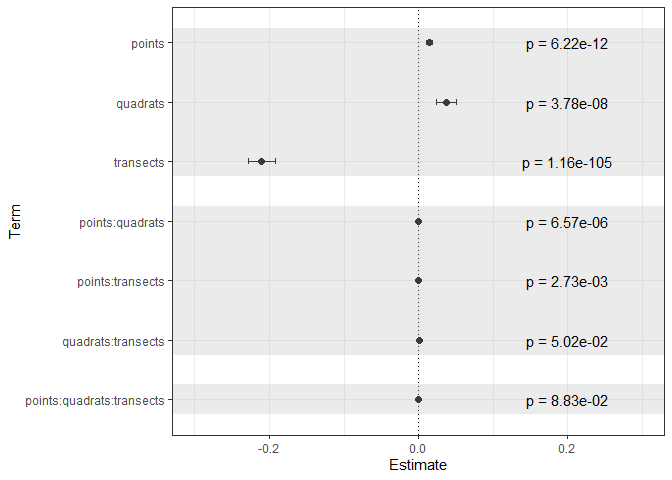 points
p = 6.22e-12
quadrats
p = 3.78e-08
transects
p = 1.16e-105
points:quadrats
p = 6.57e-06
points:transects
p = 2.73e-03
quadrats:transects
p = 5.02e-02
points:quadrats:transects
p = 8.83e-02
Term
-0.2
0.0
0.2
Estimate